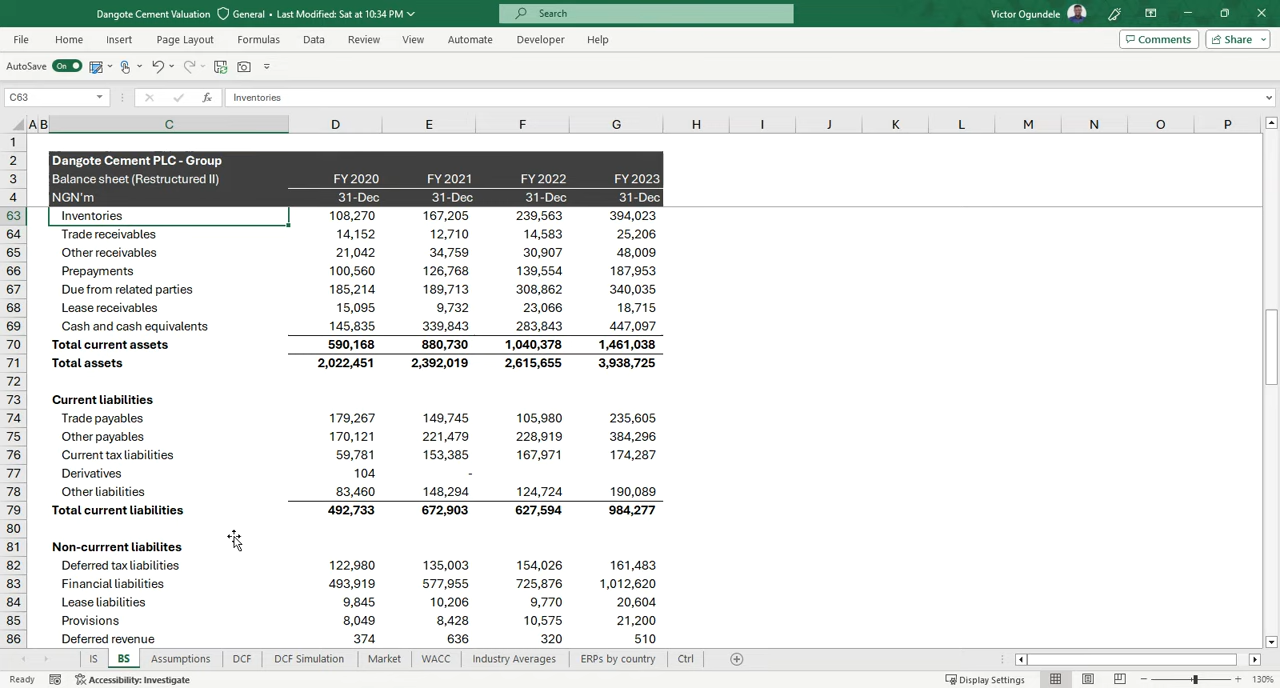 Dangote Cement Valuation General • Last Modified: Sat at 10:34 PM
Search
Victor Ogundele
File Home Insert Page Layout Formulas Data Review View Automate Developer Help
Comments Share
AutoSave On
C63 fx Inventories
A B C D E F G H I J K L M N O P
1
2 Dangote Cement PLC - Group
3 Balance sheet (Restructured II) FY 2020 FY 2021 FY 2022 FY 2023
4 NGN'm 31-Dec 31-Dec 31-Dec 31-Dec
63 Inventories 108,270 167,205 239,563 394,023
64 Trade receivables 14,152 12,710 14,583 25,206
65 Other receivables 21,042 34,759 30,907 48,009
66 Prepayments 100,560 126,768 139,554 187,953
67 Due from related parties 185,214 189,713 308,862 340,035
68 Lease receivables 15,095 9,732 23,066 18,715
69 Cash and cash equivalents 145,835 339,843 283,843 447,097
70 Total current assets 590,168 880,730 1,040,378 1,461,038
71 Total assets 2,022,451 2,392,019 2,615,655 3,938,725
72
73 Current liabilities
74 Trade payables 179,267 149,745 105,980 235,605
75 Other payables 170,121 221,479 228,919 384,296
76 Current tax liabilities 59,781 153,385 167,971 174,287
77 Derivatives 104 -
78 Other liabilities 83,460 148,294 124,724 190,089
79 Total current liabilities 492,733 672,903 627,594 984,277
80
81 Non-currrent liabilites
82 Deferred tax liabilities 122,980 135,003 154,026 161,483
83 Financial liabilities 493,919 577,955 725,876 1,012,620
84 Lease liabilities 9,845 10,206 9,770 20,604
85 Provisions 8,049 8,428 10,575 21,200
86 Deferred revenue 374 636 320 510
IS BS Assumptions DCF DCF Simulation Market WACC Industry Averages ERPs by country Ctrl
Ready Accessibility: Investigate Display Settings 130%